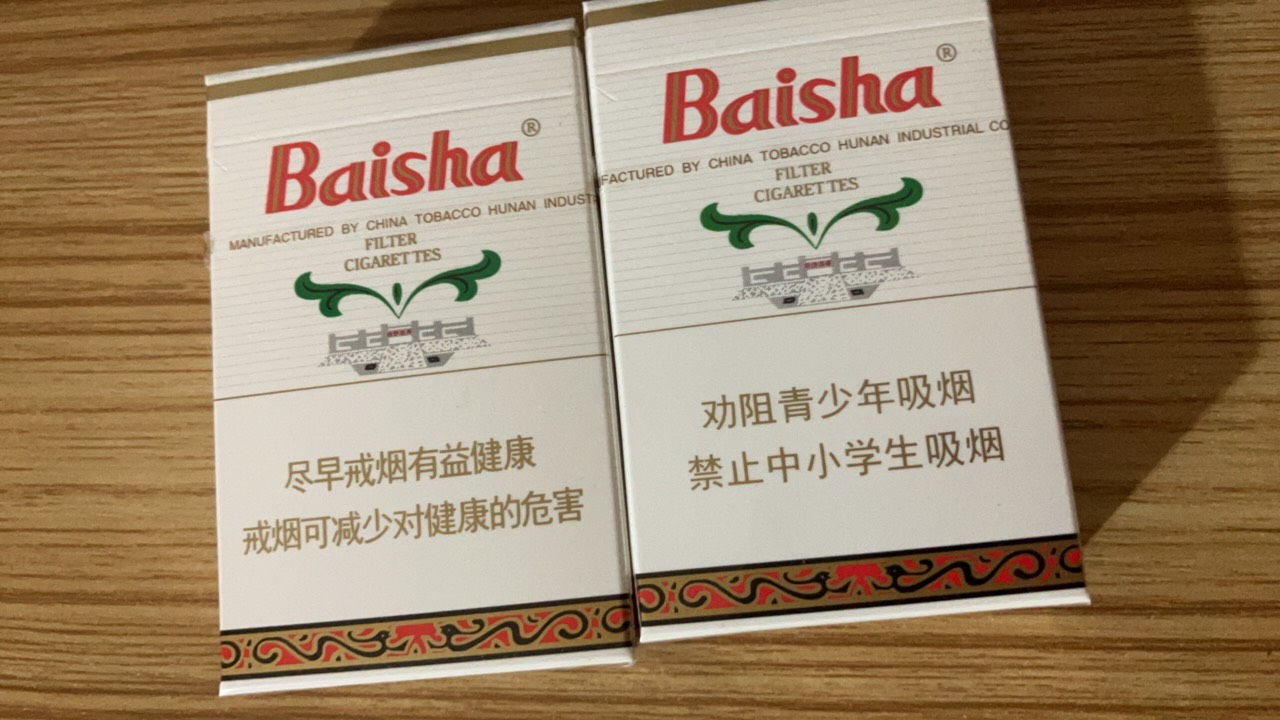 Baisha®
MANUFACTURED BY CHINA TOBACCO HUNAN INDUST
FILTER
CIGARETTES
尽早戒烟有益健康
戒烟可减少对健康的危害
Baisha®
FACTURED BY CHINA TOBACCO HUNAN INDUSTRIAL CO
FILTER
CIGARETTES
劝阻青少年吸烟
禁止中小学生吸烟